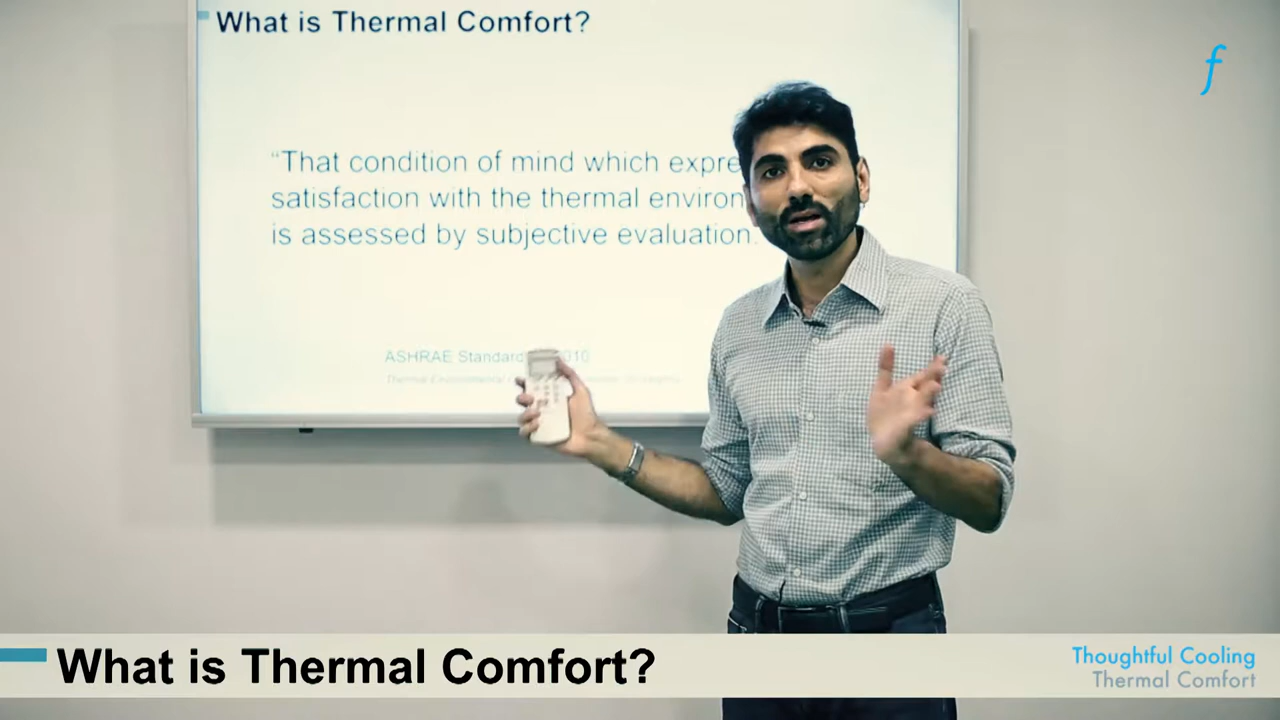 What is Thermal Comfort?
“That condition of mind which expre
satisfaction with the thermal environ
is assessed by subjective evaluation.
ASHRAE Standard
f
What is Thermal Comfort?
Thoughtful Cooling
Thermal Comfort